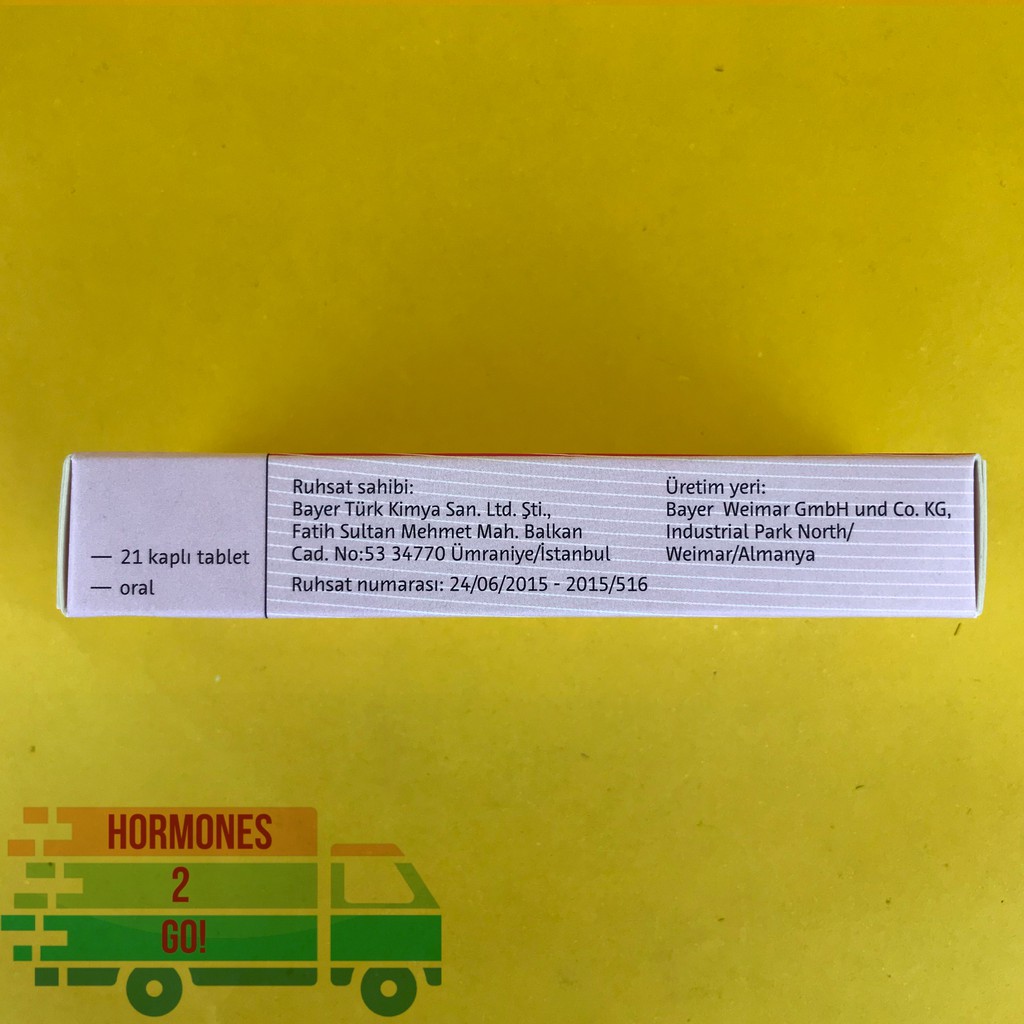 — 21 kaplı tablet
— oral
Ruhsat sahibi:
Bayer Türk Kimya San. Ltd. Şti.,
Fatih Sultan Mehmet Mah. Balkan
Cad. No:53 34770 Ümraniye/İstanbul
Ruhsat numarası: 24/06/2015 - 2015/516
Üretim yeri:
Bayer Weimar GmbH und Co. KG,
Industrial Park North/
Weimar/Almanya
HORMONES
2
GO!